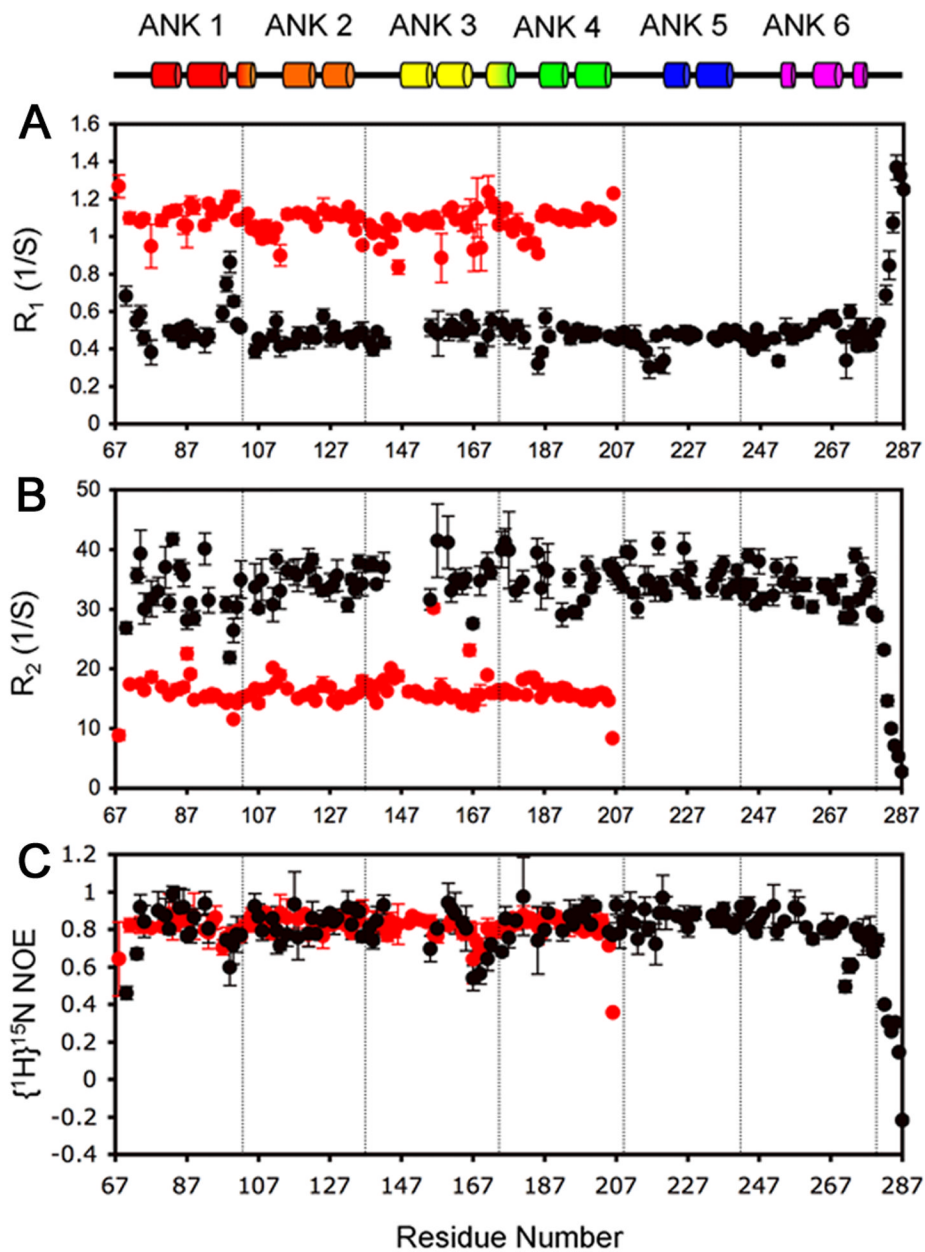 ANK 1 ANK 2 ANK 3 ANK 4 ANK 5 ANK 6
A
R1 (1/S)
1.6
1.4
1.2
1
0.8
0.6
0.4
0.2
0
67 87 107 127 147 167 187 207 227 247 267 287
B
R2 (1/S)
50
40
30
20
10
0
67 87 107 127 147 167 187 207 227 247 267 287
C
{1H}15N NOE
1.2
1
0.8
0.6
0.4
0.2
0
-0.2
-0.4
67 87 107 127 147 167 187 207 227 247 267 287
Residue Number